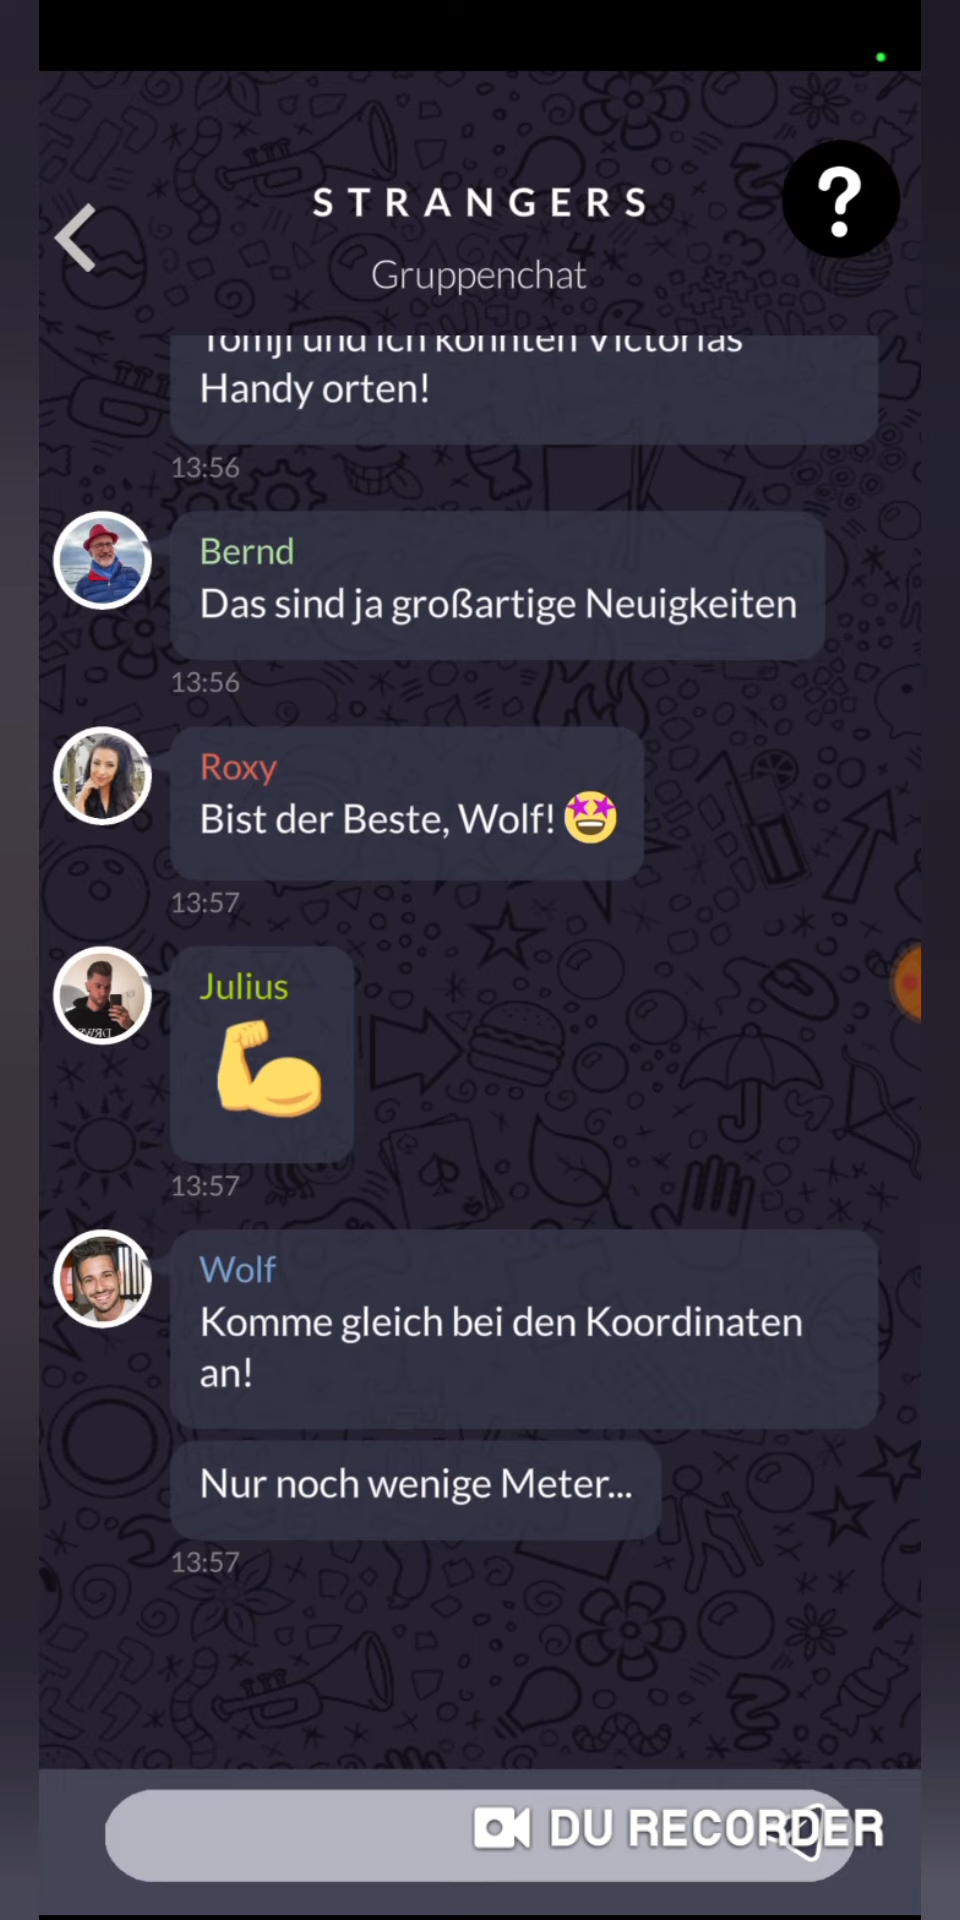 STRANGERS
?
Gruppenchat
Tomji und ich konnten Victorias
Handy orten!
13:56
Bernd
Das sind ja großartige Neuigkeiten
13:56
Roxy
Bist der Beste, Wolf! 🤩
13:57
Julius
💪
13:57
Wolf
Komme gleich bei den Koordinaten
an!
Nur noch wenige Meter...
13:57
DU RECORDER